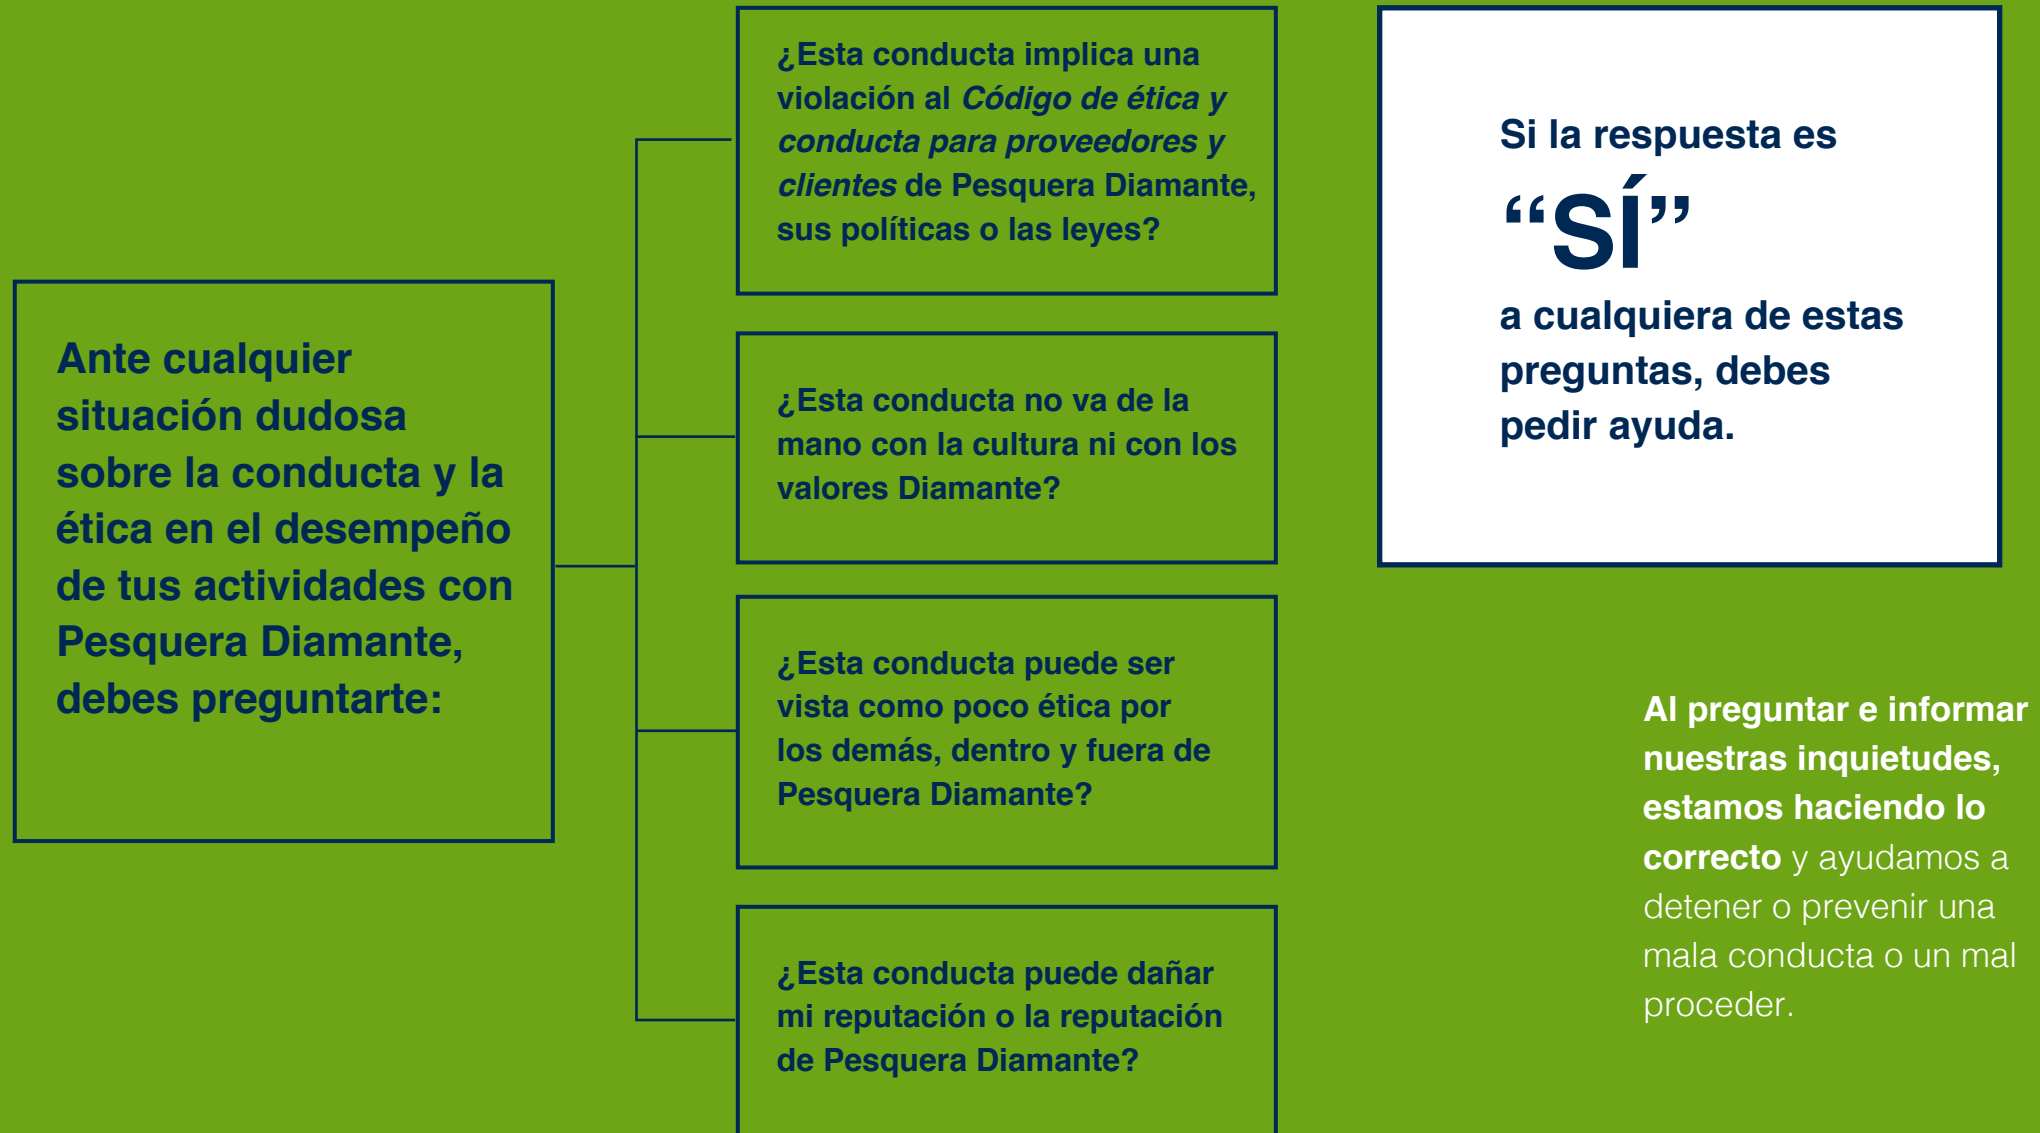 Ante cualquier
situación dudosa
sobre la conducta y la
ética en el desempeño
de tus actividades con
Pesquera Diamante,
debes preguntarte:
¿Esta conducta implica una
violación al Código de ética y
conducta para proveedores y
clientes de Pesquera Diamante,
sus políticas o las leyes?
¿Esta conducta no va de la
mano con la cultura ni con los
valores Diamante?
¿Esta conducta puede ser
vista como poco ética por
los demás, dentro y fuera de
Pesquera Diamante?
¿Esta conducta puede dañar
mi reputación o la reputación
de Pesquera Diamante?
Si la respuesta es
“SÍ”
a cualquiera de estas
preguntas, debes
pedir ayuda.
Al preguntar e informar
nuestras inquietudes,
estamos haciendo lo
correcto y ayudamos a
detener o prevenir una
mala conducta o un mal
proceder.